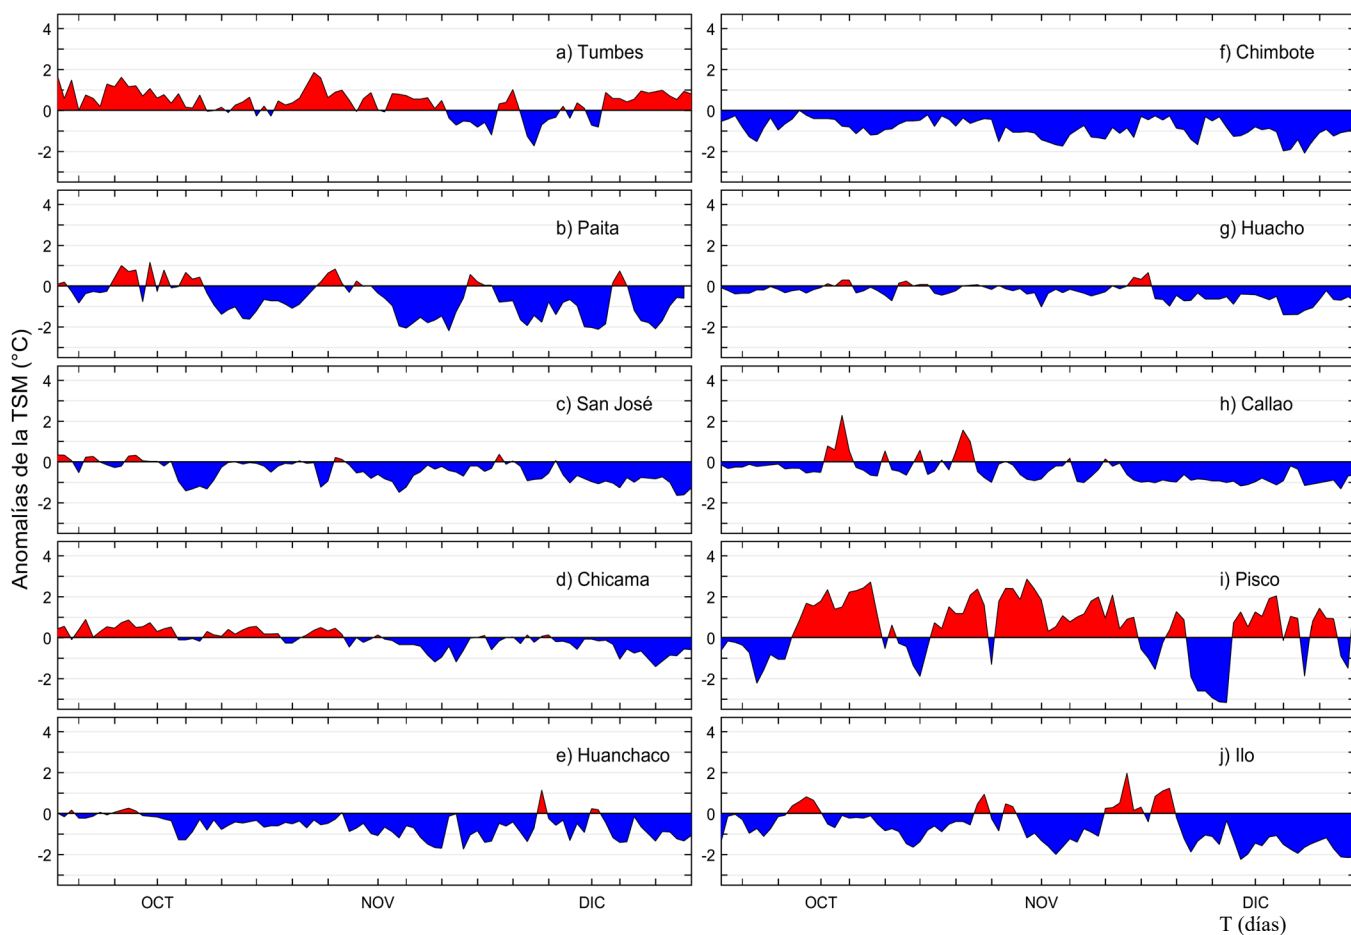 Anomalías de la TSM (°C)
a) Tumbes
4
2
0
-2
b) Paita
4
2
0
-2
c) San José
4
2
0
-2
d) Chicama
4
2
0
-2
e) Huanchaco
4
2
0
-2
OCT NOV DIC
f) Chimbote
4
2
0
-2
g) Huacho
4
2
0
-2
h) Callao
4
2
0
-2
i) Pisco
4
2
0
-2
j) Ilo
4
2
0
-2
OCT NOV DIC
T (días)